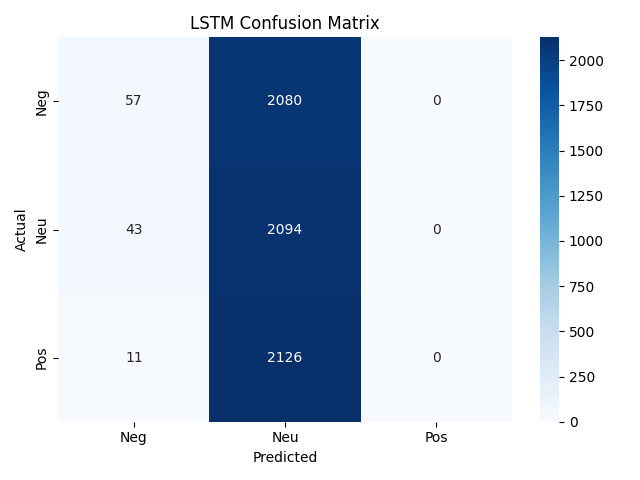 LSTM Confusion Matrix
Actual
Neg
57
2080
0
Neu
43
2094
0
Pos
11
2126
0
Neg
Neu
Pos
Predicted
2000
1750
1500
1250
1000
750
500
250
0